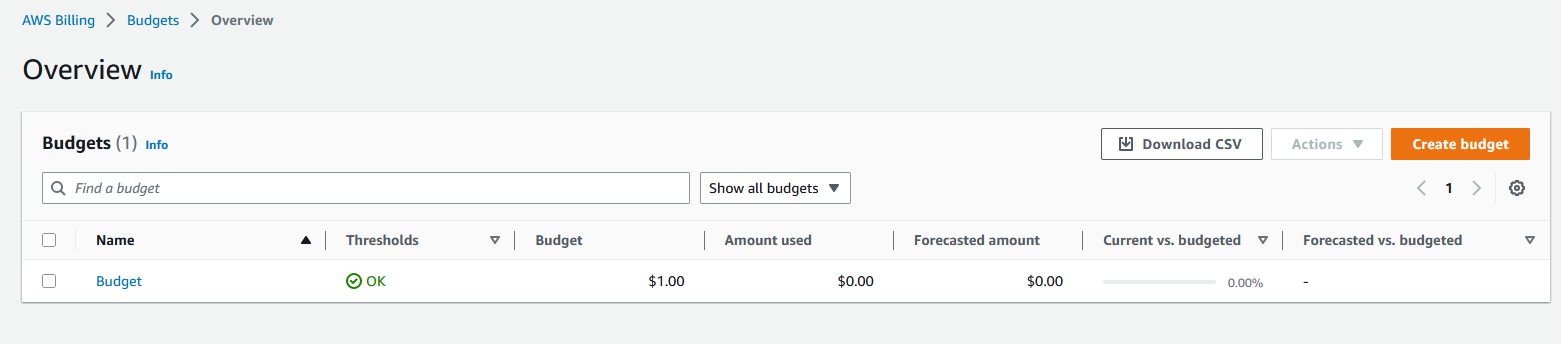 AWS Billing > Budgets > Overview
Overview Info
Budgets (1) Info
Download CSV Actions Create budget
Find a budget Show all budgets 1
Name Thresholds Budget Amount used Forecasted amount Current vs. budgeted Forecasted vs. budgeted
Budget OK $1.00 $0.00 $0.00 0.00% -